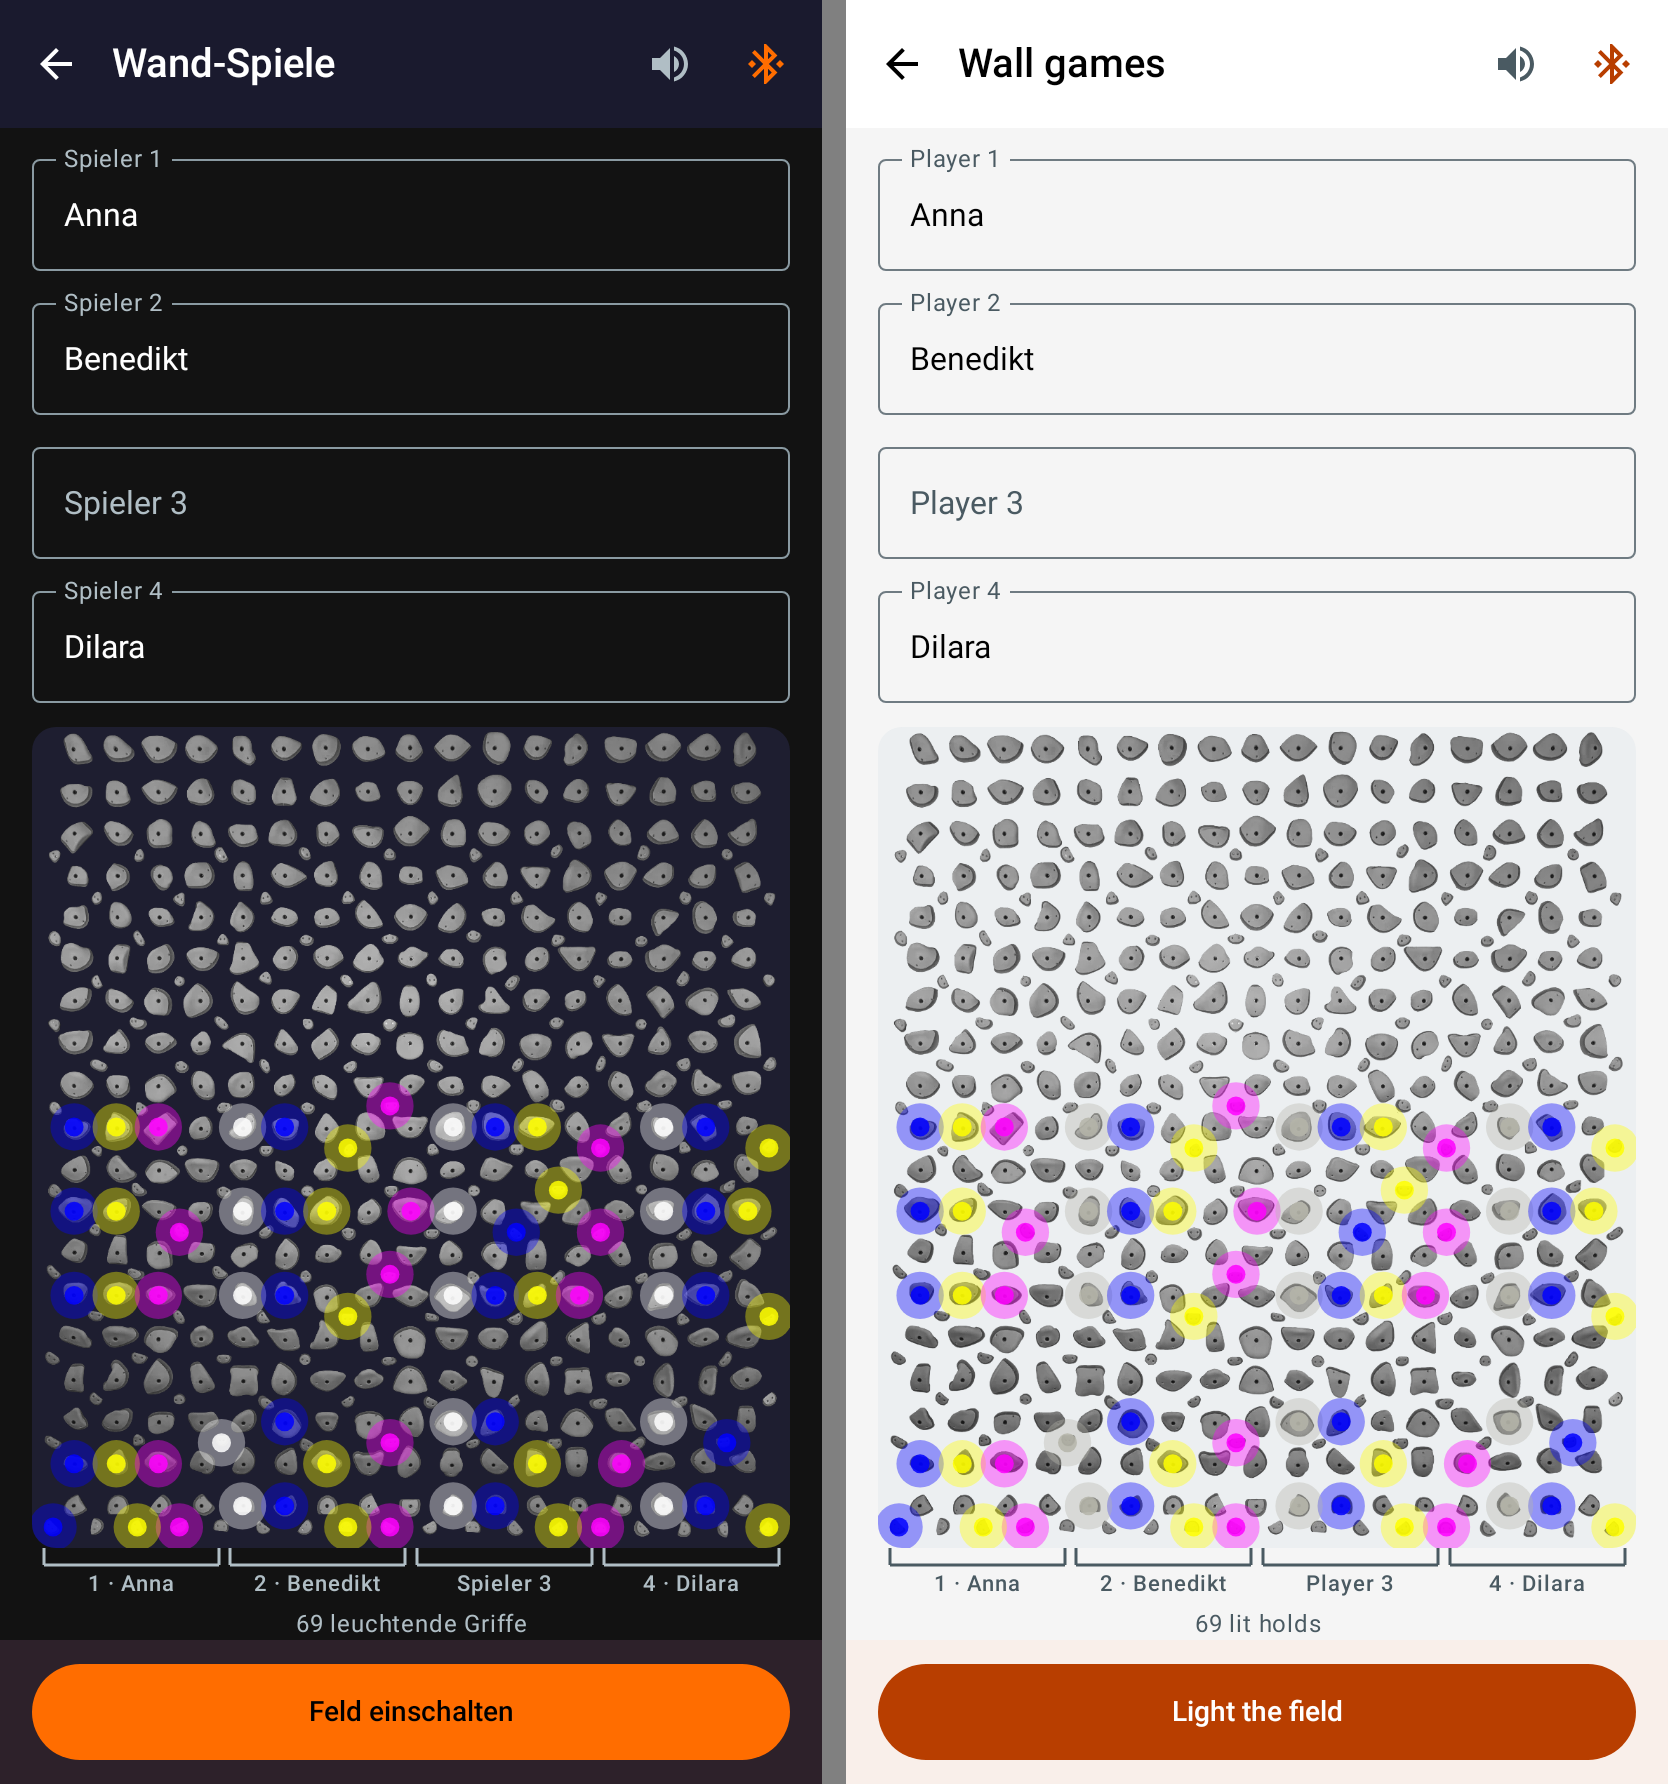 Wand-Spiele
Spieler 1
Anna
Spieler 2
Benedikt
Spieler 3
Spieler 4
Dilara
1 · Anna
2 · Benedikt
Spieler 3
4 · Dilara
69 leuchtende Griffe
Feld einschalten
Wall games
Player 1
Anna
Player 2
Benedikt
Player 3
Player 4
Dilara
1 · Anna
2 · Benedikt
Player 3
4 · Dilara
69 lit holds
Light the field